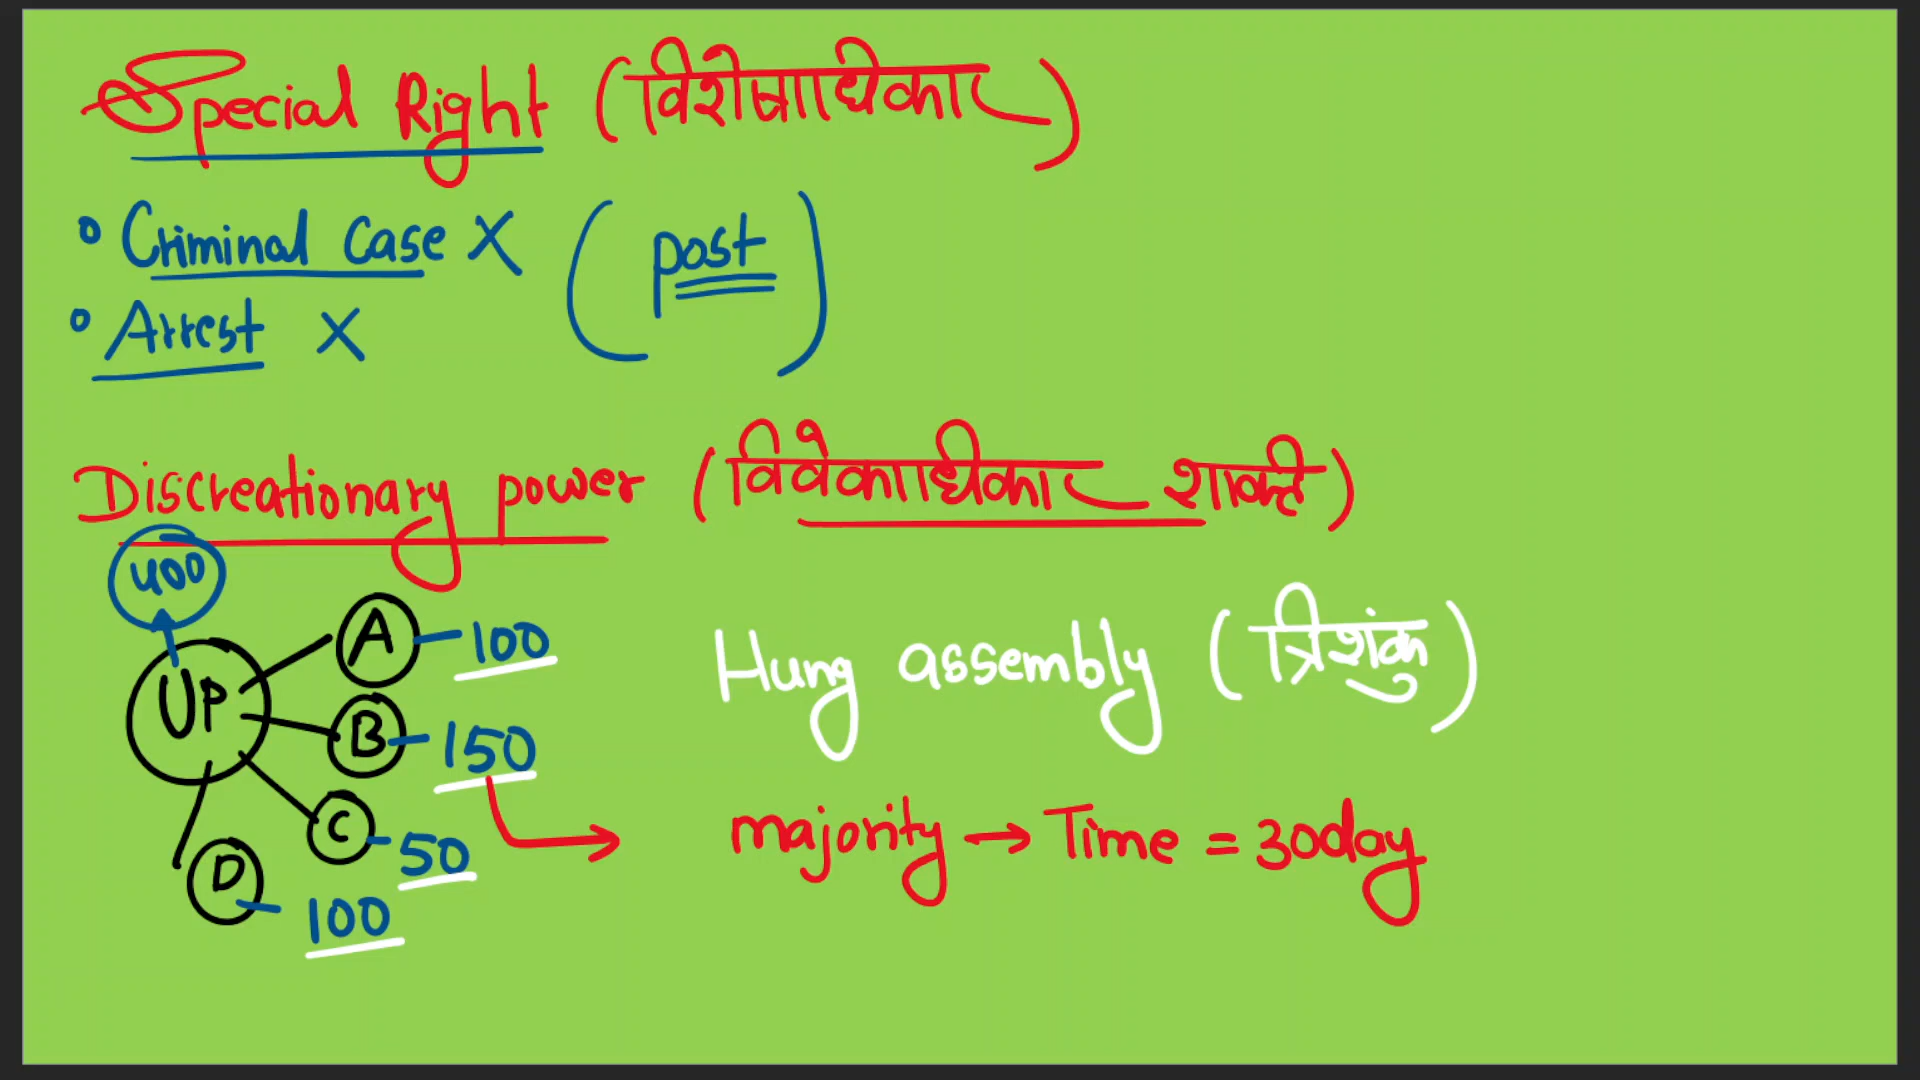 Special Right (विशेषाधिकार)
• Criminal Case X (post)
• Arrest X
Discreationary power (विवेकाधिकार शक्ति)
400
UP
A - 100
B - 150
C - 50
D - 100
Hung assembly (त्रिशंकु)
majority → Time = 30day